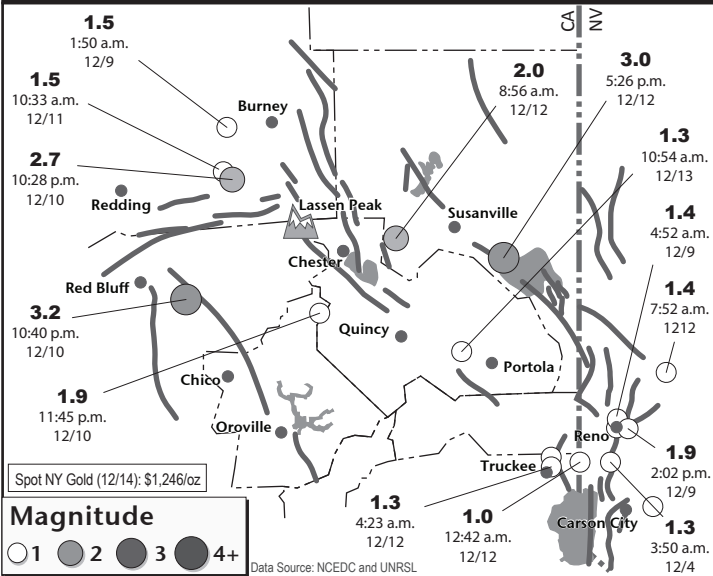 CA
NV
1.5
1:50 a.m.
12/9
1.5
10:33 a.m.
12/11
2.7
10:28 p.m.
12/10
Burney
Redding
Lassen Peak
2.0
8:56 a.m.
12/12
3.0
5:26 p.m.
12/12
1.3
10:54 a.m.
12/13
Susanville
Chester
1.4
4:52 a.m.
12/9
1.4
7:52 a.m.
1212
Red Bluff
3.2
10:40 p.m.
12/10
Quincy
Portola
1.9
11:45 p.m.
12/10
Chico
Oroville
Reno
Truckee
1.9
2:02 p.m.
12/9
Carson City
1.3
4:23 a.m.
12/12
1.0
12:42 a.m.
12/12
1.3
3:50 a.m.
12/4
Spot NY Gold (12/14): $1,246/oz
Magnitude
1 2 3 4+
Data Source: NCEDC and UNRSL